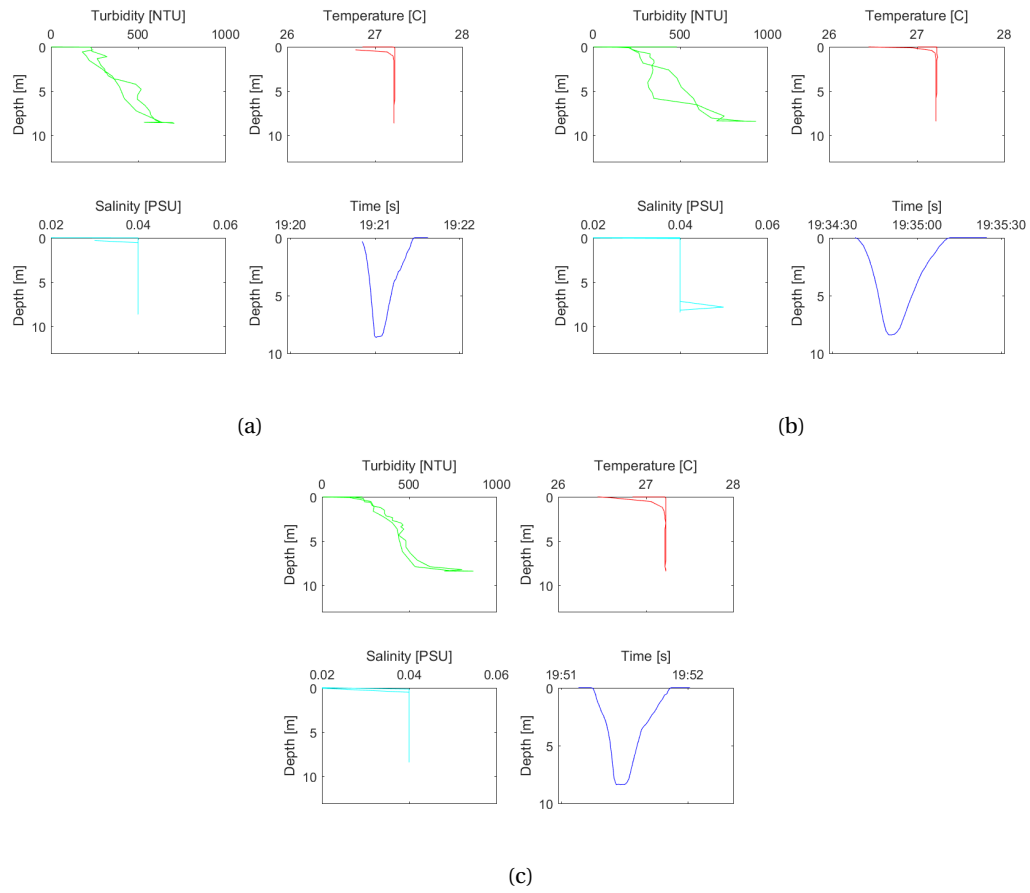 Turbidity [NTU]
0 500 1000
Depth [m]
0
5
10
Temperature [C]
26 27 28
Depth [m]
0
5
10
Salinity [PSU]
0.02 0.04 0.06
Depth [m]
0
5
10
Time [s]
19:20 19:21 19:22
Depth [m]
0
5
10
(a)
Turbidity [NTU]
0 500 1000
Depth [m]
0
5
10
Temperature [C]
26 27 28
Depth [m]
0
5
10
Salinity [PSU]
0.02 0.04 0.06
Depth [m]
0
5
10
Time [s]
19:34:30 19:35:00 19:35:30
Depth [m]
0
5
10
(b)
Turbidity [NTU]
0 500 1000
Depth [m]
0
5
10
Temperature [C]
26 27 28
Depth [m]
0
5
10
Salinity [PSU]
0.02 0.04 0.06
Depth [m]
0
5
10
Time [s]
19:51 19:52
Depth [m]
0
5
10
(c)